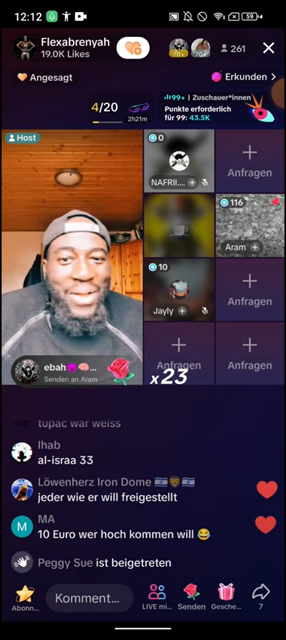 12:12
59
Flexabrenyah
19.0K Likes
70+
70+
261
Angesagt
Erkunden >
4/20
2h21m
99+ | Zuschauer*innen
Punkte erforderlich
für 99: 43.5K
Host
0
NAFRII....
Anfragen
116
Aram
10
Jayly
Anfragen
Anfragen
Anfragen
ebah😈🧠...
Senden an Aram
x23
tupac war weiss
Ihab
al-israa 33
Löwenherz Iron Dome 🇮🇱🦁🇮🇱
jeder wie er will freigestellt
M
MA
10 Euro wer hoch kommen will 😂
Peggy Sue ist beigetreten
Abonn...
Komment...
LIVE mi...
Senden
Gesche...
7